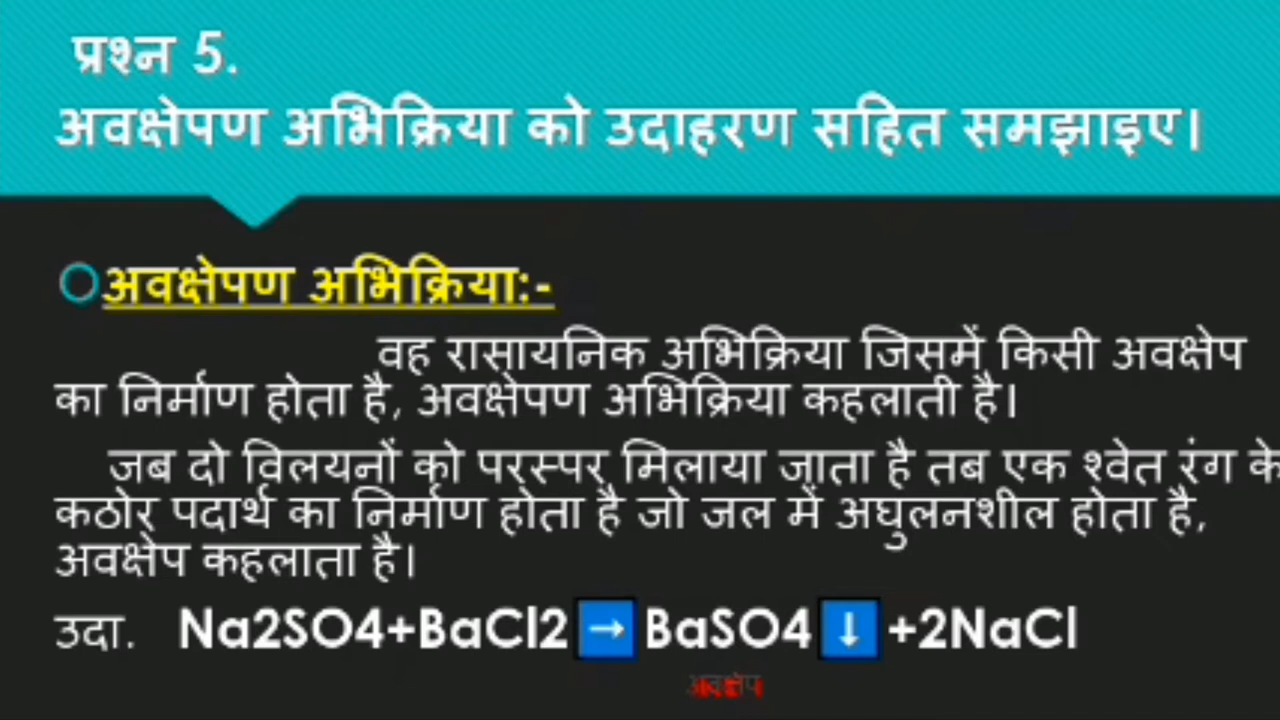 प्रश्न 5.
अवक्षेपण अभिक्रिया को उदाहरण सहित समझाइए।
अवक्षेपण अभिक्रिया:-
वह रासायनिक अभिक्रिया जिसमें किसी अवक्षेप
का निर्माण होता है, अवक्षेपण अभिक्रिया कहलाती है।
जब दो विलयनों को परस्पर मिलाया जाता है तब एक श्वेत रंग के
कठोर पदार्थ का निर्माण होता है जो जल में अघुलनशील होता है,
अवक्षेप कहलाता है।
उदा. Na2SO4+BaCl2 → BaSO4 ↓ +2NaCl
अवक्षेप